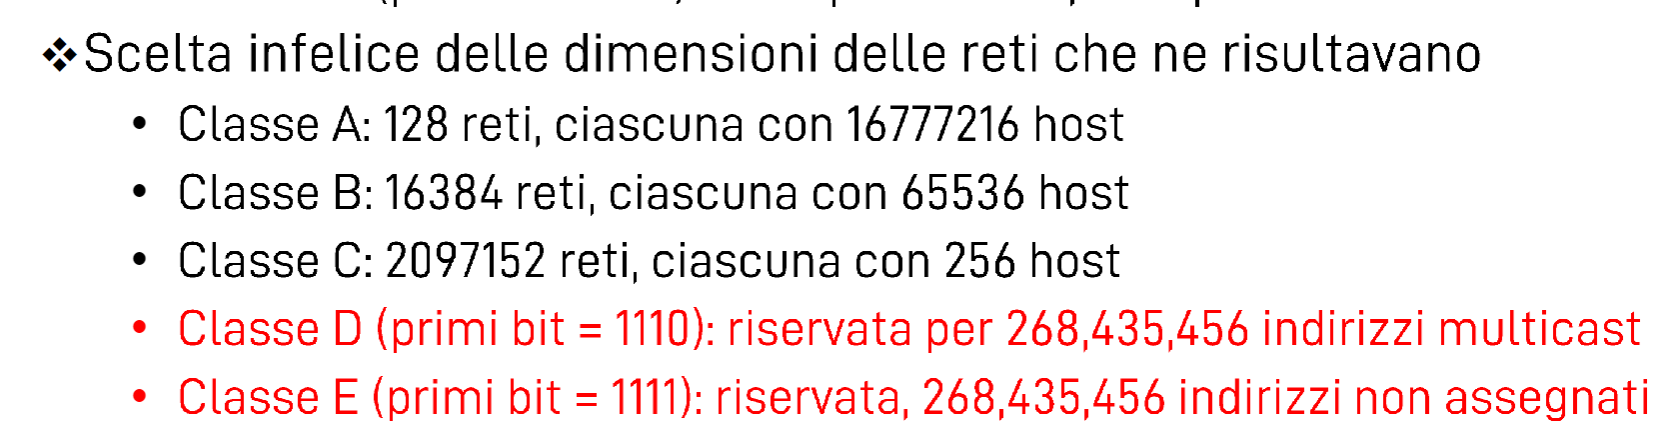 ❖Scelta infelice delle dimensioni delle reti che ne risultavano
• Classe A: 128 reti, ciascuna con 16777216 host
• Classe B: 16384 reti, ciascuna con 65536 host
• Classe C: 2097152 reti, ciascuna con 256 host
• Classe D (primi bit = 1110): riservata per 268,435,456 indirizzi multicast
• Classe E (primi bit = 1111): riservata, 268,435,456 indirizzi non assegnati